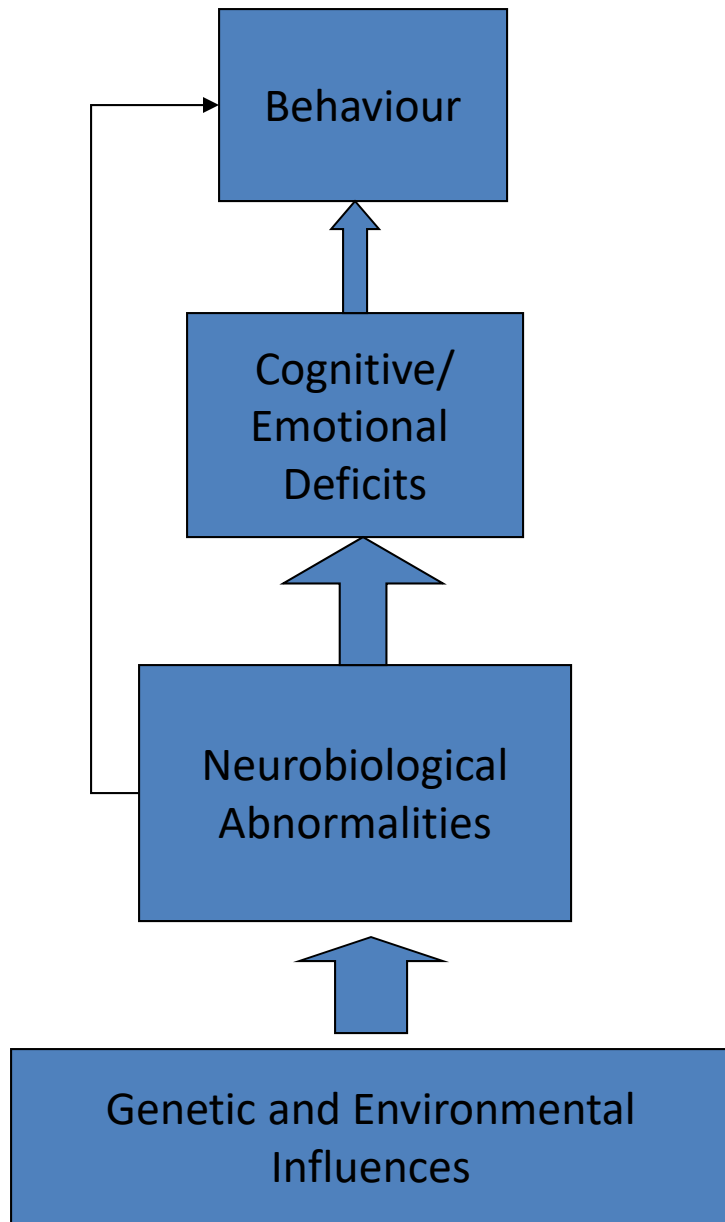 Behaviour
Cognitive/
Emotional
Deficits
Neurobiological
Abnormalities
Genetic and Environmental
Influences